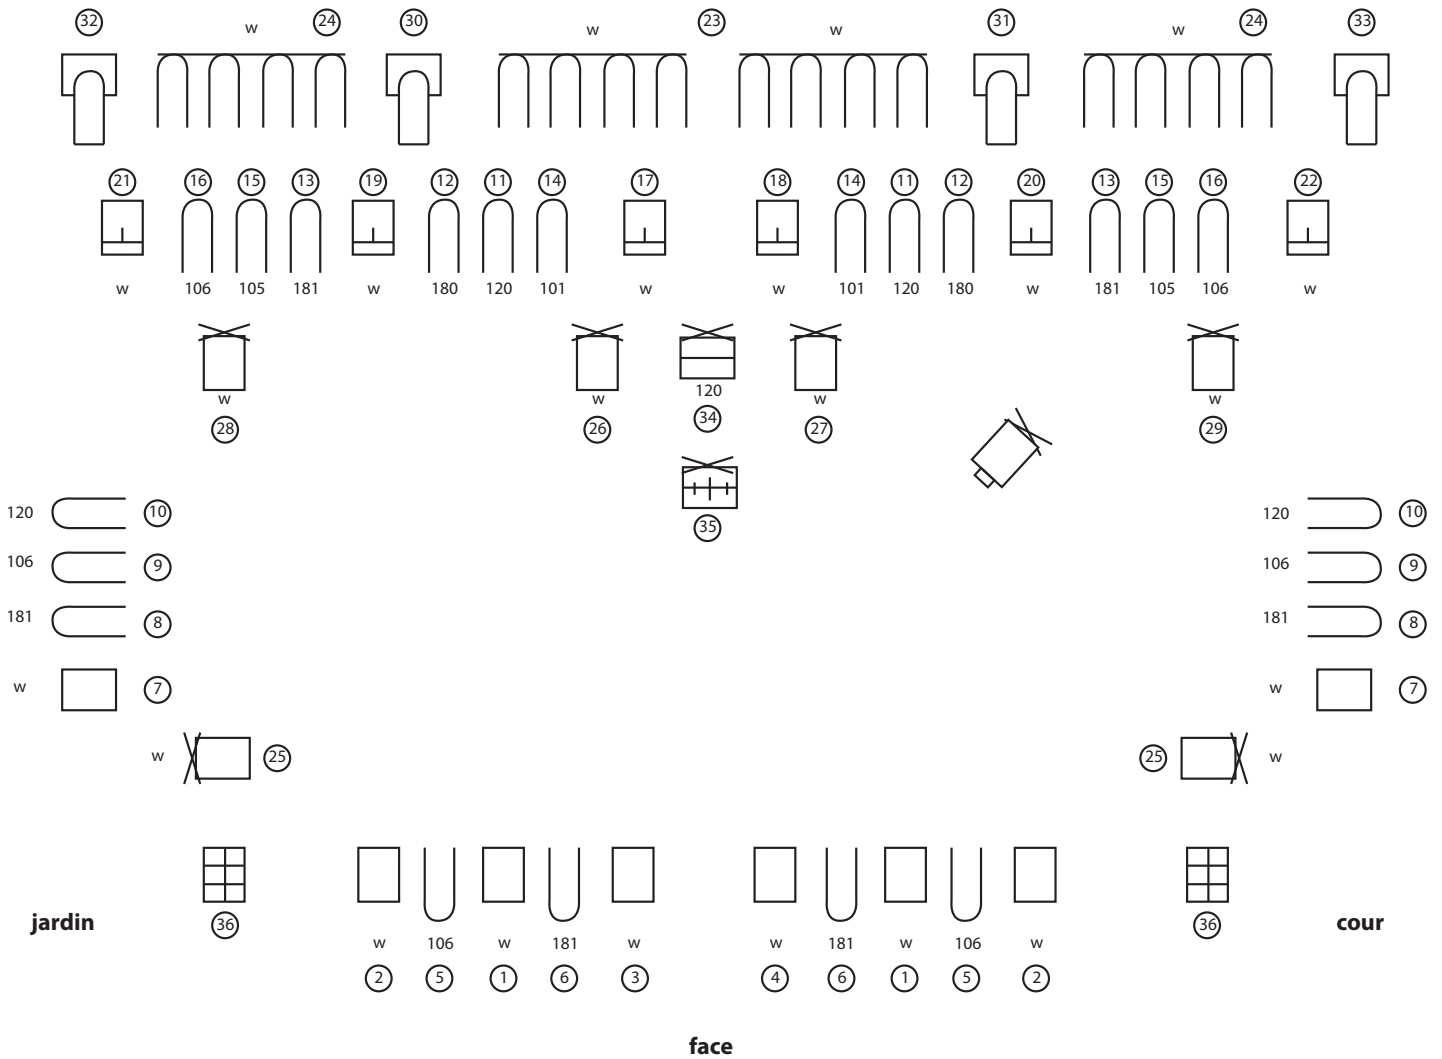 32 w 24 30 w 23 w 31 w 24 33
21 16 15 13 19 12 11 14 17 18 14 11 12 20 13 15 16 22
w 106 105 181 w 180 120 101 w w 101 120 180 w 181 105 106 w
w w 120 w w
28 26 34 27 29
120 10 35 120 10
106 9 106 9
181 8 181 8
w 7 w 7
w 25 25 w
jardin 36 36 cour
w 106 w 181 w w 181 w 106 w
2 5 1 6 3 4 6 1 5 2
face